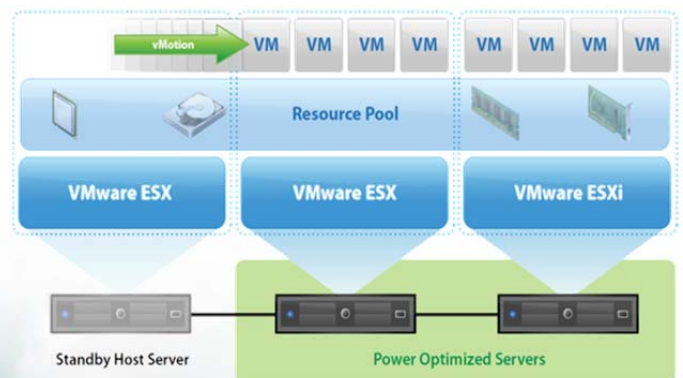 vMotion
VM VM VM VM VM VM VM VM
Resource Pool
VMware ESX VMware ESX VMware ESXi
Standby Host Server Power Optimized Servers